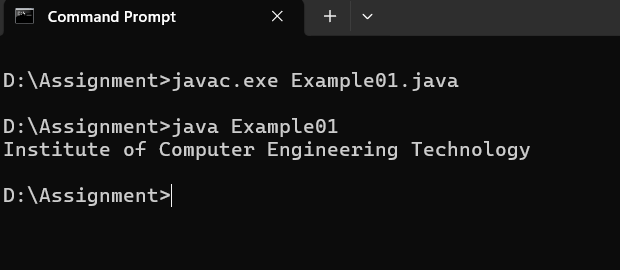 Command Prompt
D:\Assignment>javac.exe Example01.java
D:\Assignment>java Example01
Institute of Computer Engineering Technology
D:\Assignment>